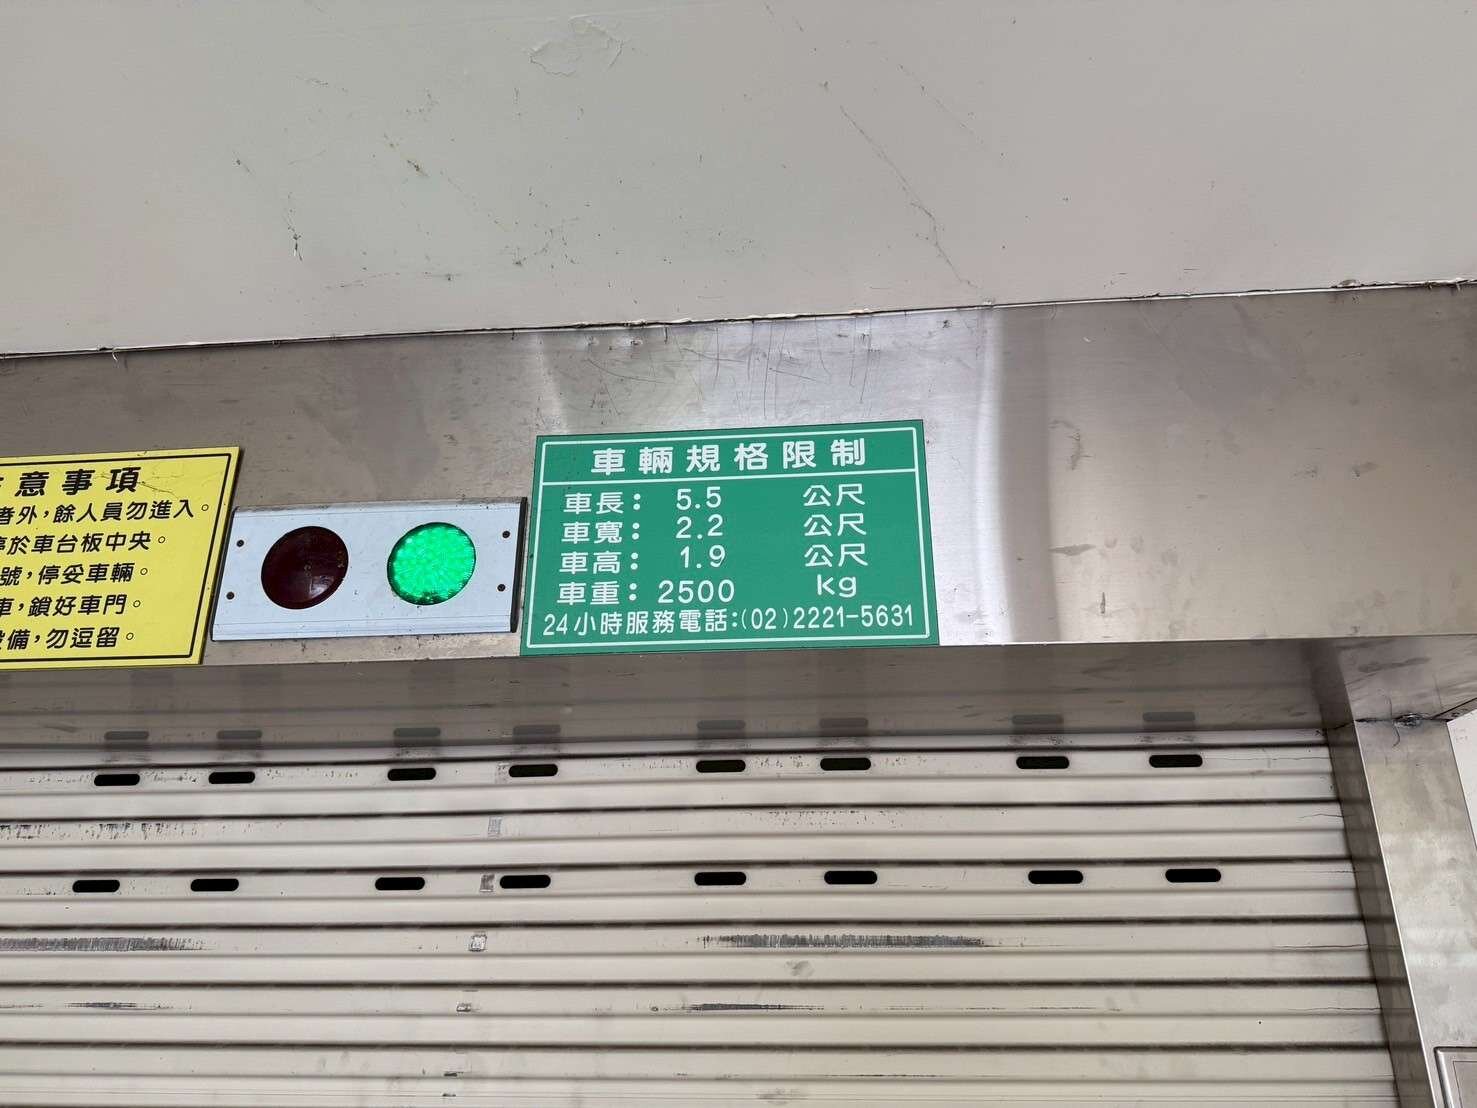 意事項
者外，餘人員勿進入。
停於車台板中央。
號，停妥車輛。
車，鎖好車門。
設備，勿逗留。
車輛規格限制
車長： 5.5 公尺
車寬： 2.2 公尺
車高： 1.9 公尺
車重： 2500 kg
24小時服務電話：(02)2221-5631